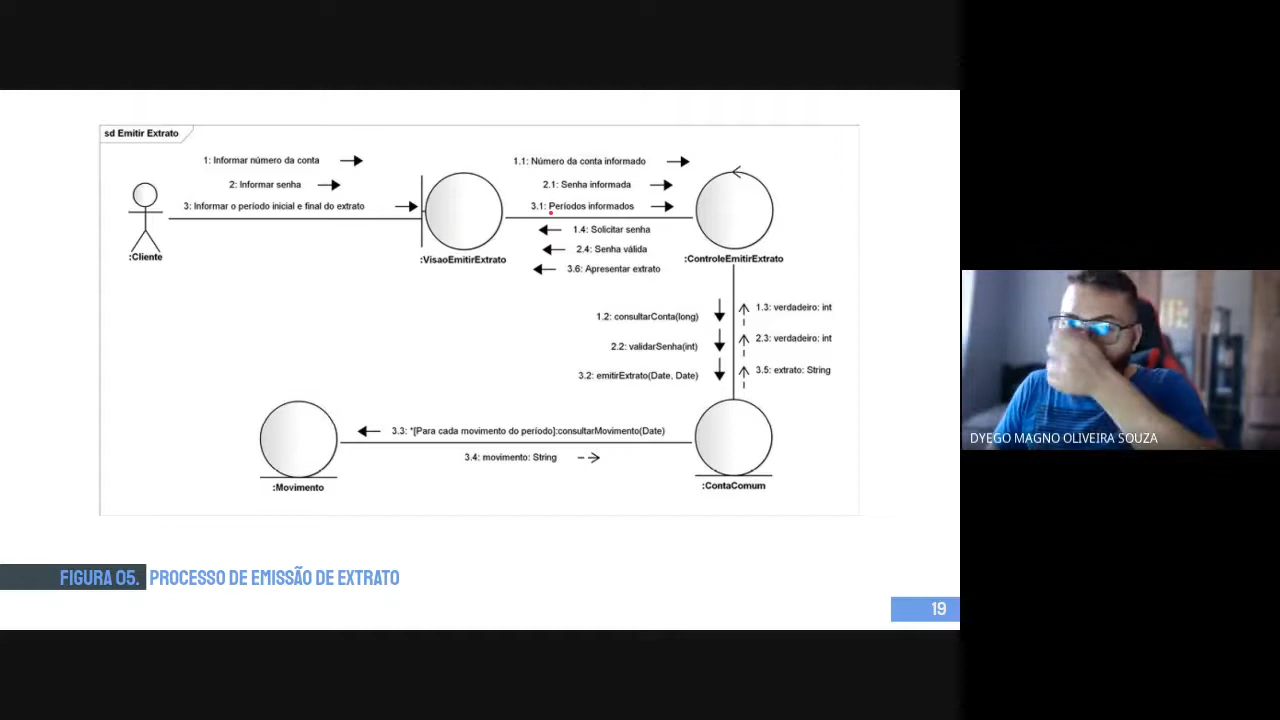 sd Emitir Extrato
1: Informar número da conta
2: Informar senha
3: Informar o período inicial e final do extrato
1.1: Número da conta informado
2.1: Senha informada
3.1: Períodos informados
1.4: Solicitar senha
2.4: Senha válida
3.6: Apresentar extrato
:Cliente
:VisaoEmitirExtrato
:ControleEmitirExtrato
1.2: consultarConta(long)
1.3: verdadeiro: int
2.2: validarSenha(int)
2.3: verdadeiro: int
3.2: emitirExtrato(Date, Date)
3.5: extrato: String
3.3: *[Para cada movimento do período]:consultarMovimento(Date)
3.4: movimento: String
:Movimento
:ContaComum
FIGURA 05. PROCESSO DE EMISSÃO DE EXTRATO
19
DYEGO MAGNO OLIVEIRA SOUZA